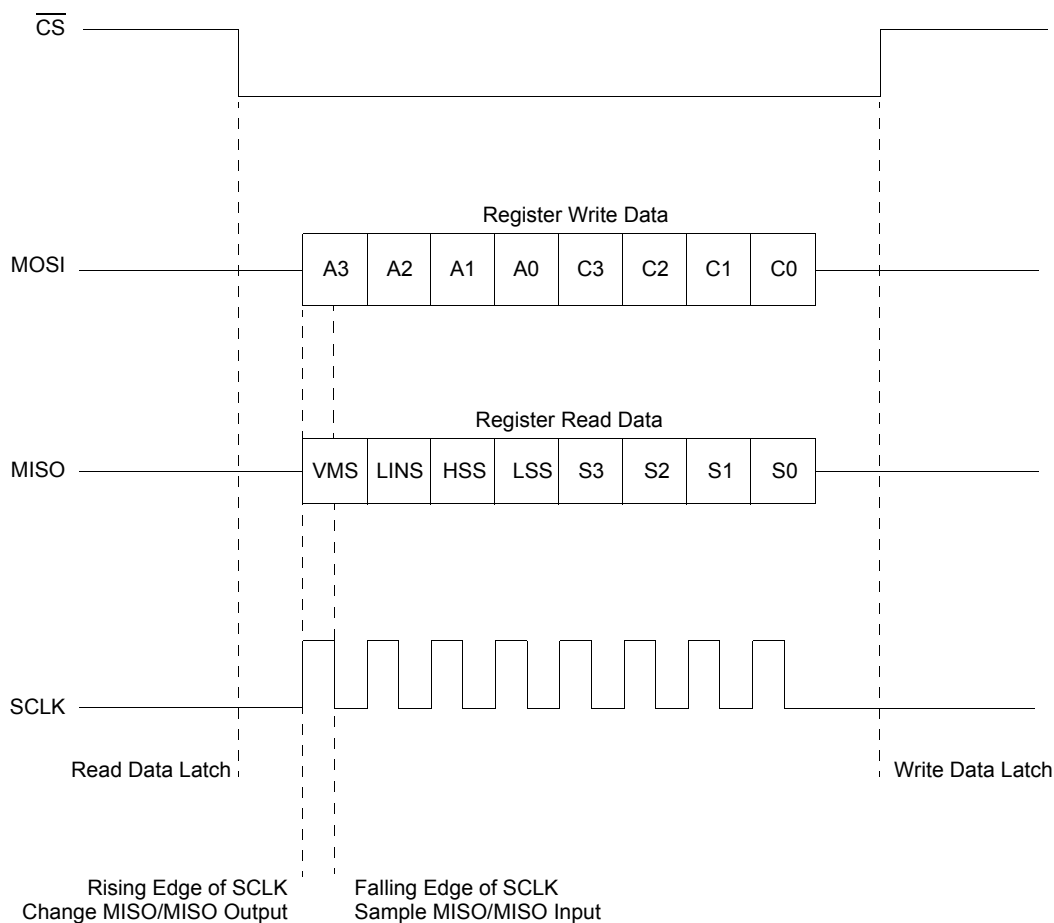 CS
Register Write Data
MOSI A3 A2 A1 A0 C3 C2 C1 C0
Register Read Data
MISO VMS LINS HSS LSS S3 S2 S1 S0
SCLK
Read Data Latch Write Data Latch
Rising Edge of SCLK
Change MISO/MISO Output
Falling Edge of SCLK
Sample MISO/MISO Input